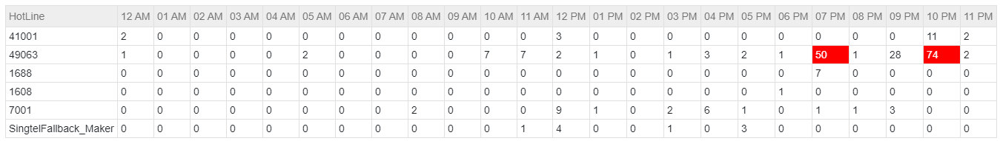 HotLine 12 AM 01 AM 02 AM 03 AM 04 AM 05 AM 06 AM 07 AM 08 AM 09 AM 10 AM 11 AM 12 PM 01 PM 02 PM 03 PM 04 PM 05 PM 06 PM 07 PM 08 PM 09 PM 10 PM 11 PM
41001 2 0 0 0 0 0 0 0 0 0 0 0 3 0 0 0 0 0 0 0 0 0 11 2
49063 1 0 0 0 0 2 0 0 0 0 7 7 2 1 0 1 3 2 1 50 1 28 74 2
1688 0 0 0 0 0 0 0 0 0 0 0 0 0 0 0 0 0 0 0 7 0 0 0 0
1608 0 0 0 0 0 0 0 0 0 0 0 0 0 0 0 0 0 0 1 0 0 0 0 0
7001 0 0 0 0 0 0 0 0 2 0 0 0 9 1 0 2 6 1 0 1 1 3 0 0
SingtelFallback_Maker 0 0 0 0 0 0 0 0 0 0 0 1 4 0 0 1 0 3 0 0 0 0 0 0